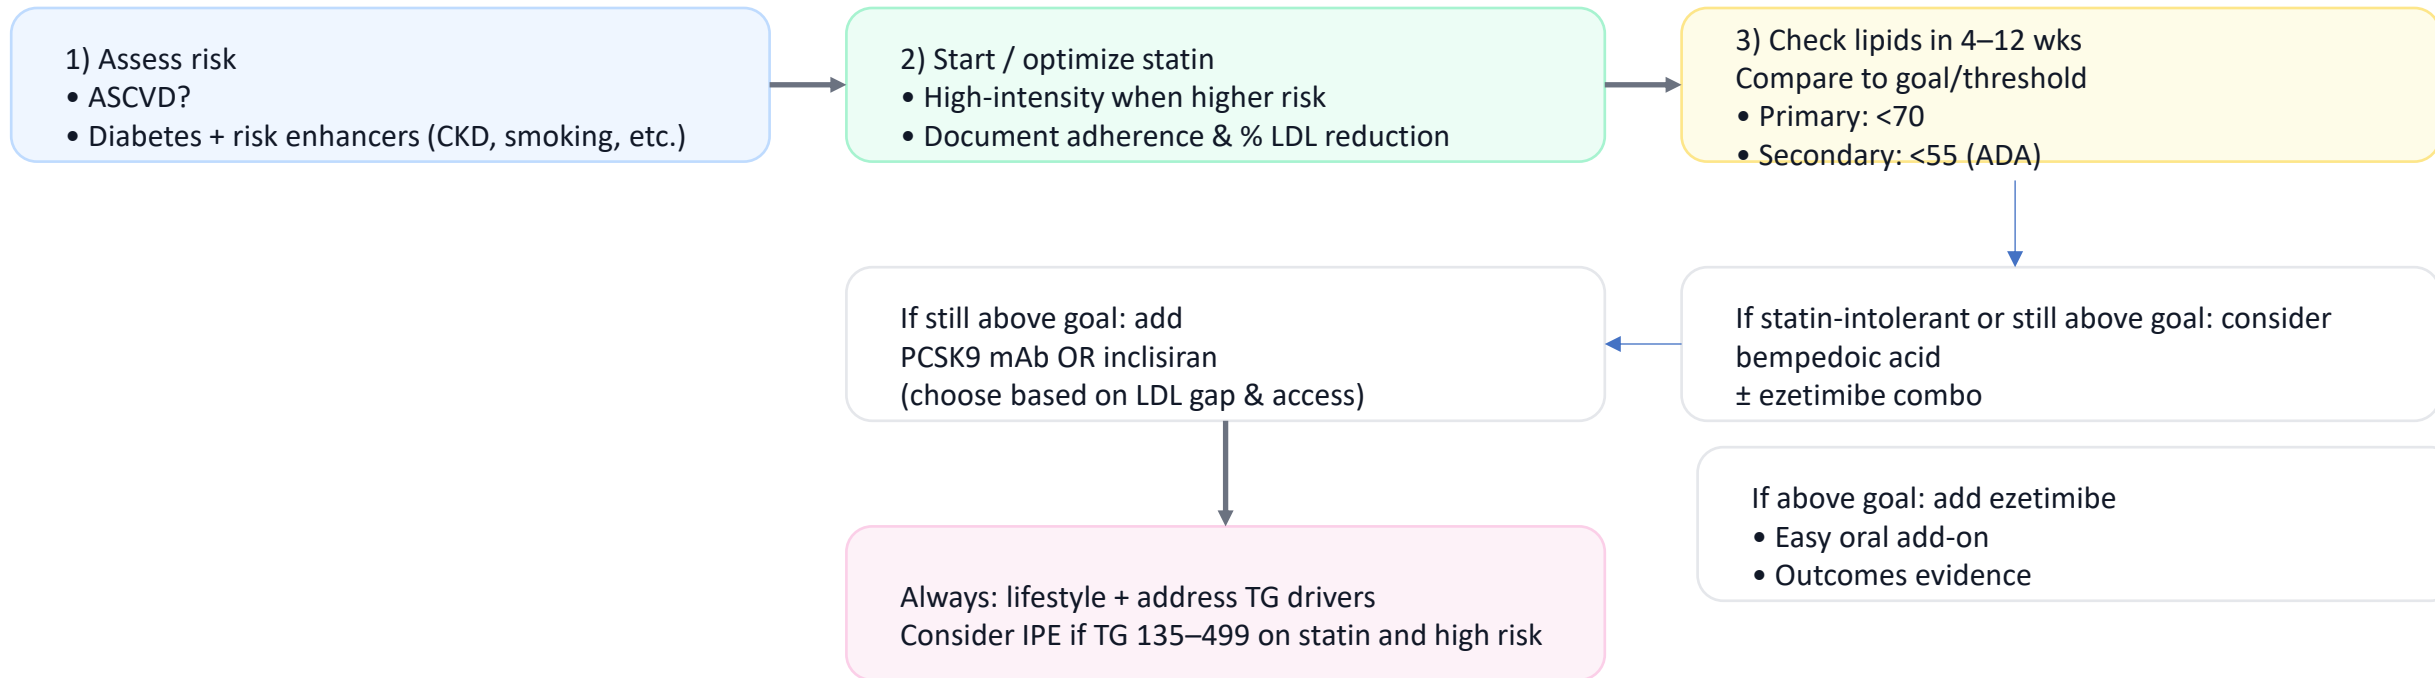 1) Assess risk
• ASCVD?
• Diabetes + risk enhancers (CKD, smoking, etc.)
2) Start / optimize statin
• High-intensity when higher risk
• Document adherence & % LDL reduction
3) Check lipids in 4–12 wks
Compare to goal/threshold
• Primary: <70
• Secondary: <55 (ADA)
If statin-intolerant or still above goal: consider
bempedoic acid
± ezetimibe combo
If still above goal: add
PCSK9 mAb OR inclisiran
(choose based on LDL gap & access)
If above goal: add ezetimibe
• Easy oral add-on
• Outcomes evidence
Always: lifestyle + address TG drivers
Consider IPE if TG 135–499 on statin and high risk